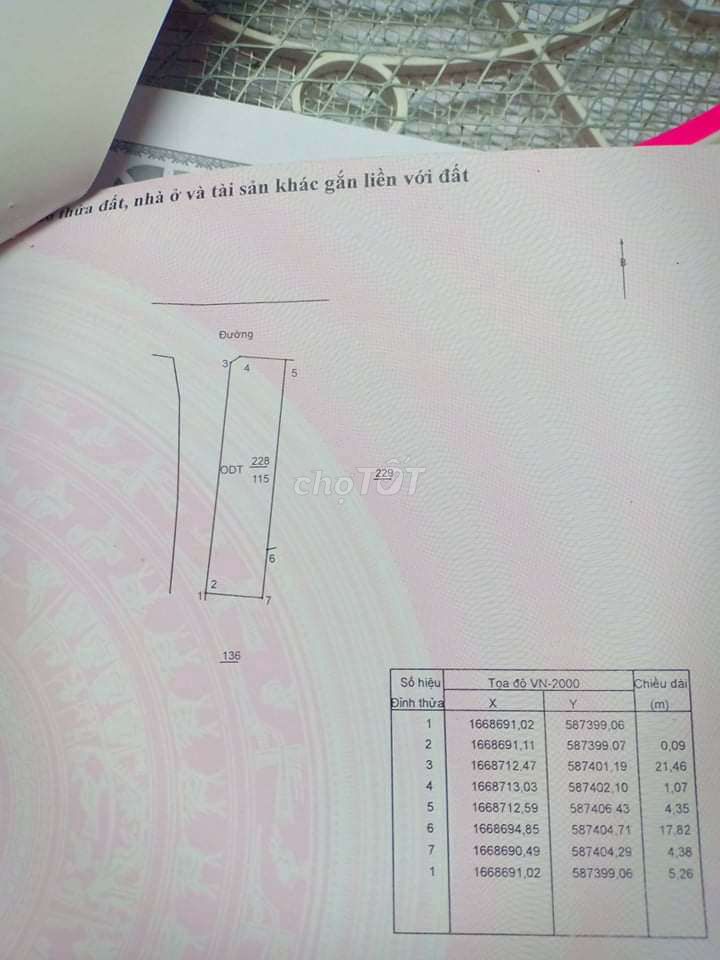 thửa đất, nhà ở và tài sản khác gắn liền với đất
B
Đường
3
4
5
ODT 228
115
229
chợTỐT
6
2
1
7
136
Số hiệu Tọa độ VN-2000 Chiều dài
Đỉnh thửa X Y (m)
1 1668691,02 587399,06
2 1668691,11 587399,07 0,09
3 1668712,47 587401,19 21,46
4 1668713,03 587402,10 1,07
5 1668712,59 587406,43 4,35
6 1668694,85 587404,71 17,82
7 1668690,49 587404,29 4,38
1 1668691,02 587399,06 5,26